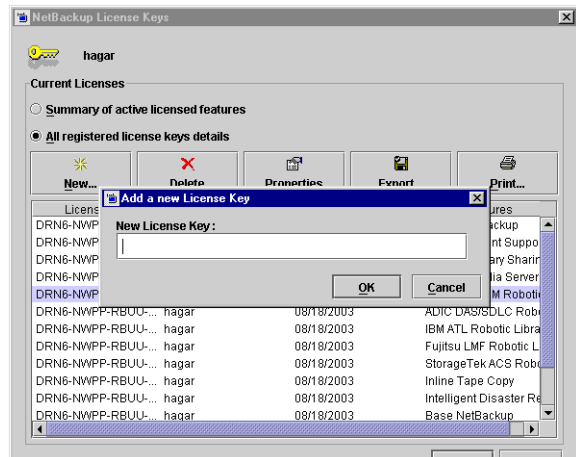 NetBackup License Keys
hagar
Current Licenses
Summary of active licensed features
All registered license keys details
New... Delete Properties Export Print...
Add a new License Key
New License Key:
OK Cancel
Licens ures
DRN6-NWP ackup
DRN6-NWP nt Suppo
DRN6-NWP ary Sharin
DRN6-NWP lia Server
DRN6-NWP M Roboti
DRN6-NWPP-RBUU-... hagar 08/18/2003 ADIC DAS/SDLC Robo
DRN6-NWPP-RBUU-... hagar 08/18/2003 IBM ATL Robotic Libra
DRN6-NWPP-RBUU-... hagar 08/18/2003 Fujitsu LMF Robotic L
DRN6-NWPP-RBUU-... hagar 08/18/2003 StorageTek ACS Robo
DRN6-NWPP-RBUU-... hagar 08/18/2003 Inline Tape Copy
DRN6-NWPP-RBUU-... hagar 08/18/2003 Intelligent Disaster Re
DRN6-NWPP-RBUU-... hagar 08/18/2003 Base NetBackup